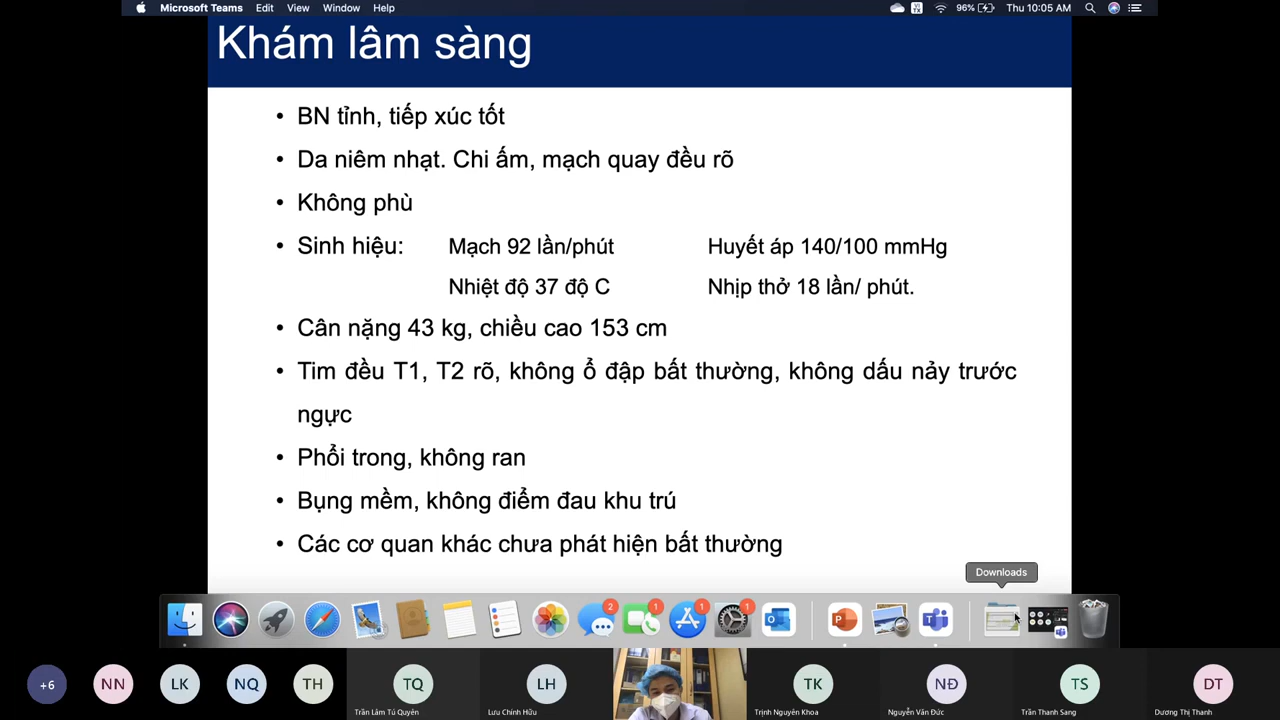 Microsoft Teams Edit View Window Help 96% Thu 10:05 AM
Khám lâm sàng
• BN tỉnh, tiếp xúc tốt
• Da niêm nhạt. Chi ấm, mạch quay đều rõ
• Không phù
• Sinh hiệu: Mạch 92 lần/phút Huyết áp 140/100 mmHg
Nhiệt độ 37 độ C Nhịp thở 18 lần/ phút.
• Cân nặng 43 kg, chiều cao 153 cm
• Tim đều T1, T2 rõ, không ổ đập bất thường, không dấu nảy trước
ngực
• Phổi trong, không ran
• Bụng mềm, không điểm đau khu trú
• Các cơ quan khác chưa phát hiện bất thường
Downloads
2 1 1 1
+6 NN LK NQ TH TQ LH TK NĐ TS DT
Trần Lâm Tú Quyên Lưu Chính Hữu Trịnh Nguyên Khoa Nguyễn Văn Đức Trần Thanh Sang Dương Thị Thanh